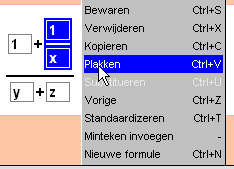 1 + 1
x
y + z
Bewaren Ctrl+S
Verwijderen Ctrl+X
Kopieren Ctrl+C
Plakken Ctrl+V
Substitueren Ctrl+U
Vorige Ctrl+Z
Standaardizeren Ctrl+T
Minteken invoegen -
Nieuwe formule Ctrl+N